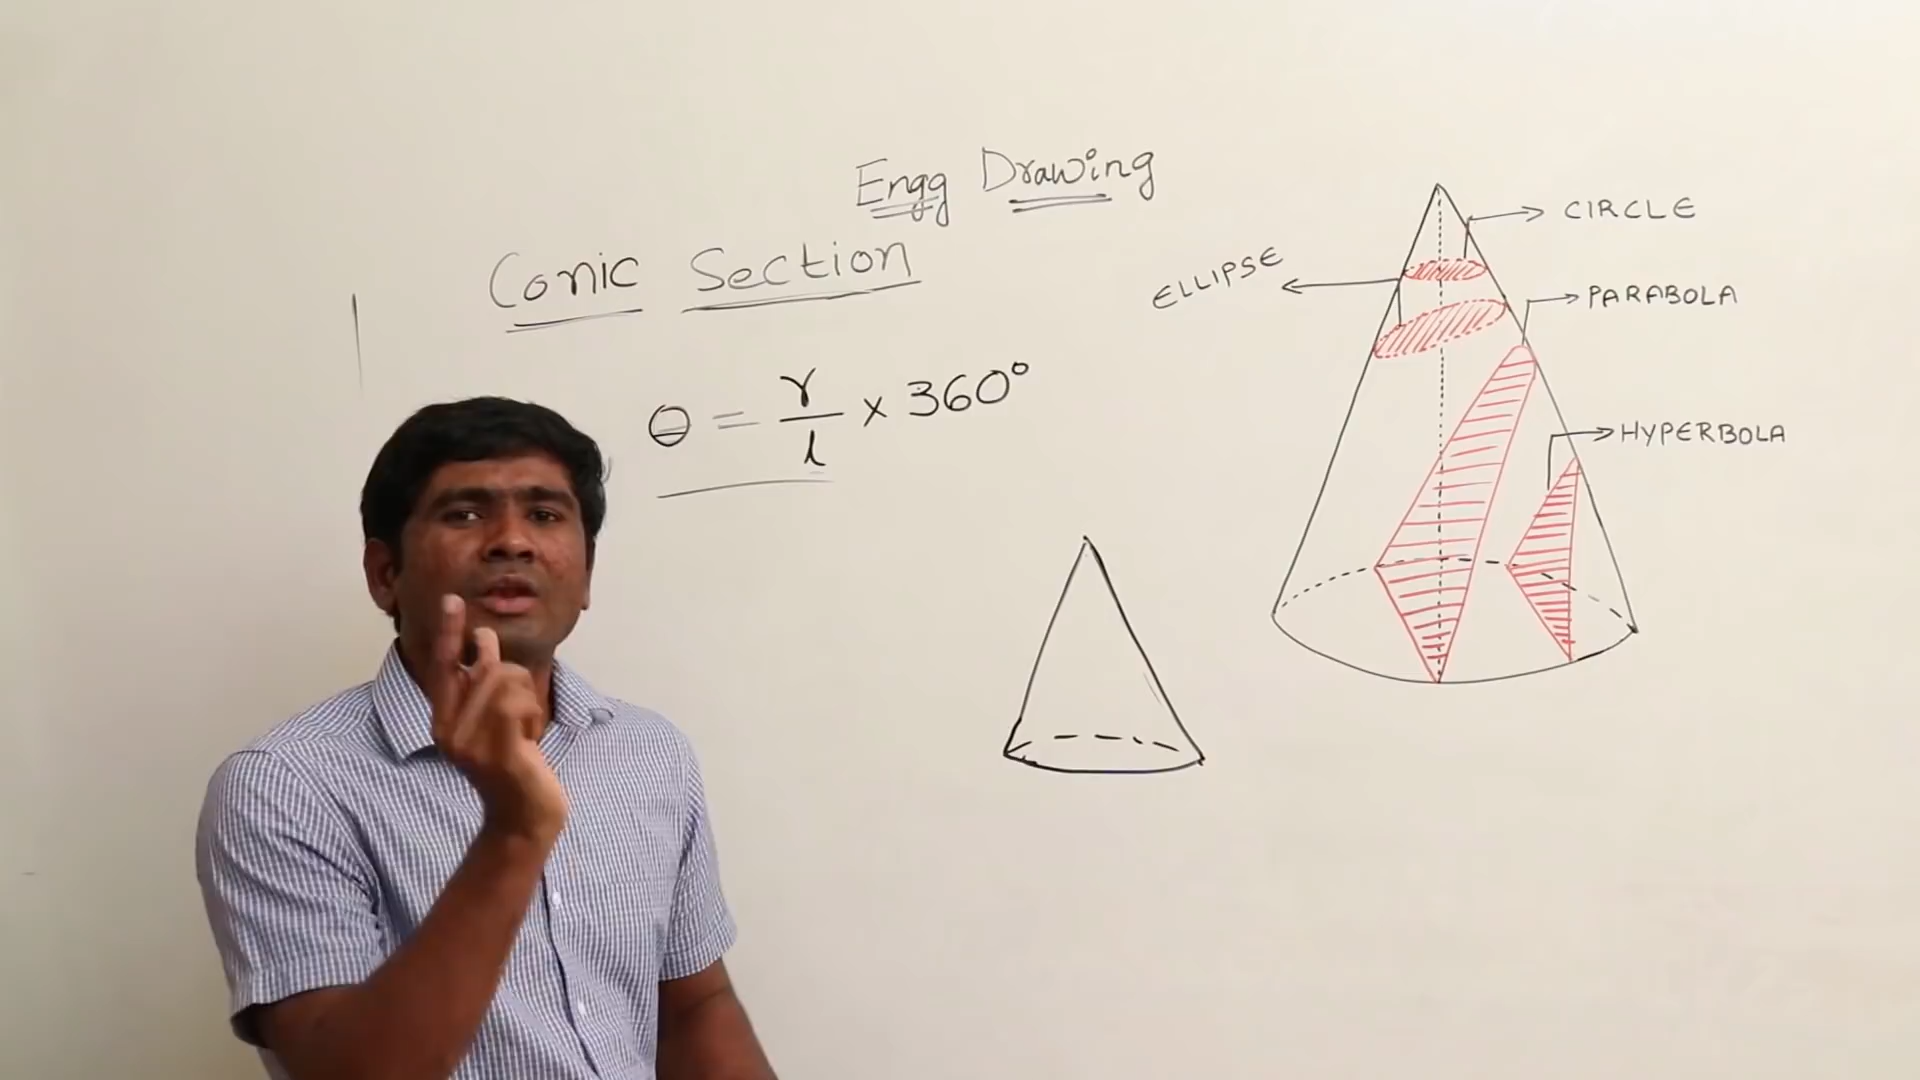 Engg Drawing
Conic Section
θ = r/l × 360°
CIRCLE
ELLIPSE
PARABOLA
HYPERBOLA